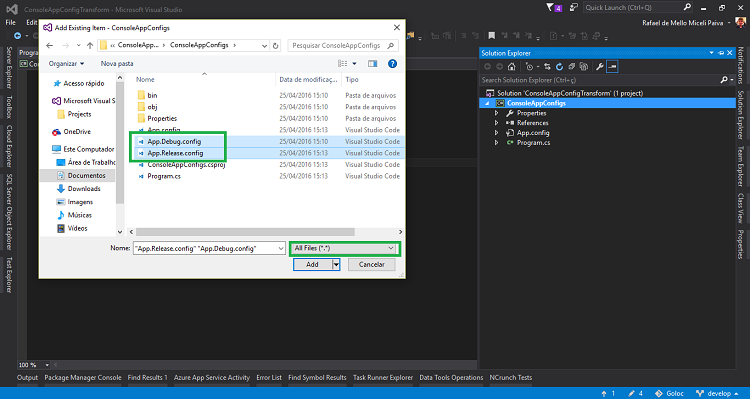 ConsoleAppConfigTransform - Microsoft Visual Studio
4
Quick Launch (Ctrl+Q)
File
Rafael de Mello Miceli Paiva
Add Existing Item - ConsoleAppConfigs
« ConsoleApp... › ConsoleAppConfigs ›
Pesquisar ConsoleAppConfigs
Organizar
Nova pasta
Acesso rápido
Microsoft Visual S
Projects
OneDrive
Este Computador
Área de Trabalho
Documentos
Downloads
Imagens
Músicas
Vídeos
Nome
Data de modificaç...
Tipo
bin
25/04/2016 15:10
Pasta de arquivos
obj
25/04/2016 15:10
Pasta de arquivos
Properties
25/04/2016 15:10
Pasta de arquivos
App.config
25/04/2016 15:13
Visual Studio Code
App.Debug.config
25/04/2016 15:10
Visual Studio Code
App.Release.config
25/04/2016 15:13
Visual Studio Code
ConsoleAppConfigs.csproj
25/04/2016 15:13
Visual Studio Code
Program.cs
25/04/2016 15:13
Visual Studio Code
Nome:
"App.Release.config" "App.Debug.config"
All Files (*.*)
Add
Cancelar
Server Explorer
Toolbox
Cloud Explorer
SQL Server Object Explorer
Test Explorer
Solution Explorer
Search Solution Explorer (Ctrl+ç)
Solution 'ConsoleAppConfigTransform' (1 project)
ConsoleAppConfigs
Properties
References
App.config
Program.cs
Notifications
Solution Explorer
Team Explorer
Class View
Properties
100 %
Output
Package Manager Console
Find Results 1
Azure App Service Activity
Error List
Find Symbol Results
Task Runner Explorer
Data Tools Operations
NCrunch Tests
1
4
Goloc
develop